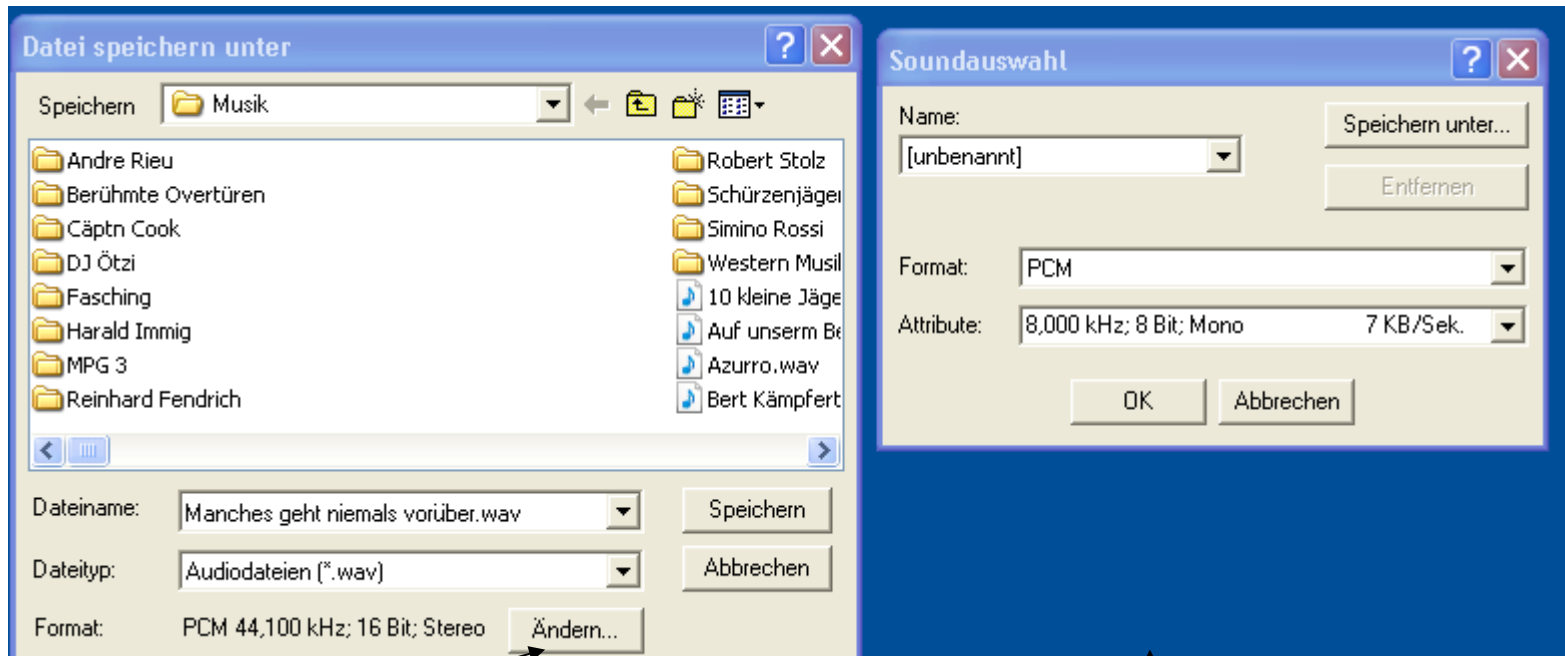 Datei speichern unter
Speichern Musik
Andre Rieu
Berühmte Overtüren
Cäptn Cook
DJ Ötzi
Fasching
Harald Immig
MPG 3
Reinhard Fendrich
Robert Stolz
Schürzenjäger
Simino Rossi
Western Musil
10 kleine Jäge
Auf unserm Be
Azurro.wav
Bert Kämpfert
Dateiname: Manches geht niemals vorüber.wav Speichern
Dateityp: Audiodateien (*.wav) Abbrechen
Format: PCM 44,100 kHz; 16 Bit; Stereo Ändern...
Soundauswahl
Name:
[unbenannt]
Speichern unter...
Entfernen
Format: PCM
Attribute: 8,000 kHz; 8 Bit; Mono 7 KB/Sek.
OK Abbrechen